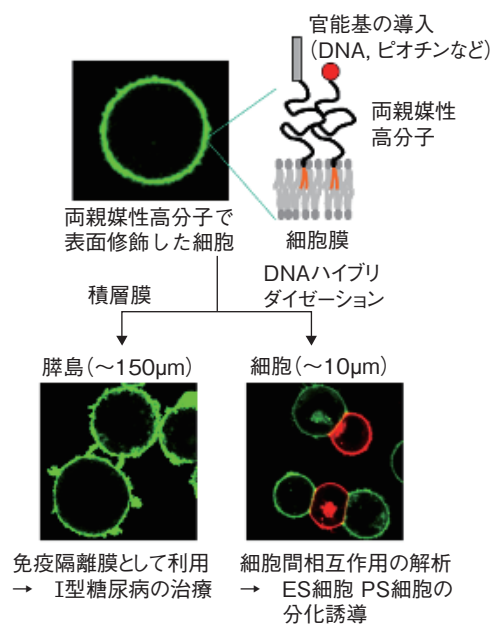 官能基の導入
(DNA, ピオチンなど)
両親媒性
高分子
両親媒性高分子で
表面修飾した細胞
細胞膜
積層膜
DNAハイブリ
ダイゼーション
膵島(〜150μm)
細胞(〜10μm)
免疫隔離膜として利用
→ Ⅰ型糖尿病の治療
細胞間相互作用の解析
→ ES細胞 PS細胞の
分化誘導